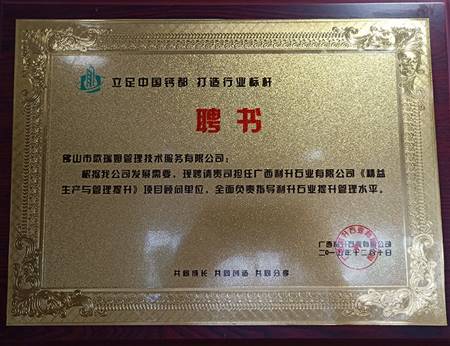 立足中国钙都 打造行业标杆
聘书
佛山市欧瑞姆管理技术服务有限公司：
根据我公司发展需要，现聘请贵司担任广西利升石业有限公司《精益
生产与管理提升》项目顾问单位，全面负责指导利升石业提升管理水平。
广西利升石业有限公司
二〇一五年十二月十日
共同成长 共同创造 共同分享